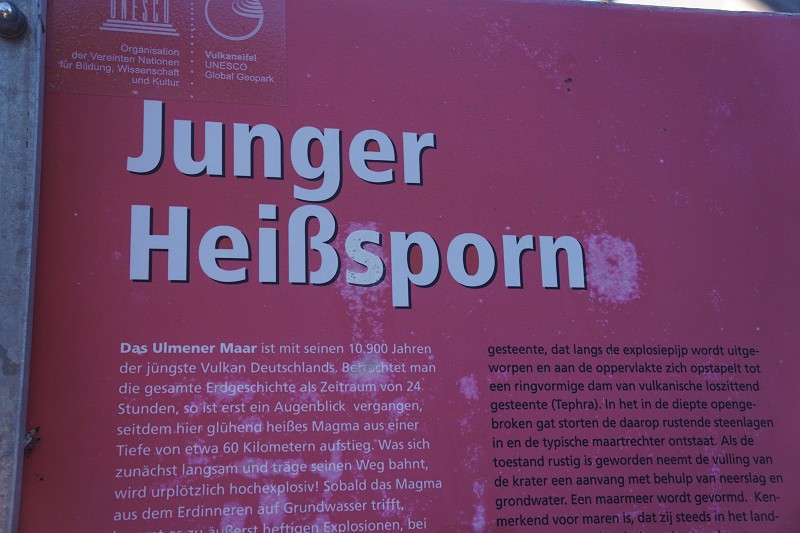 UNESCO
Organisation
der Vereinten Nationen
für Bildung, Wissenschaft
und Kultur
Vulkaneifel
UNESCO
Global Geopark
Junger
Heißsporn
Das Ulmener Maar ist mit seinen 10.900 Jahren
der jüngste Vulkan Deutschlands. Betrachtet man
die gesamte Erdgeschichte als Zeitraum von 24
Stunden, so ist erst ein Augenblick vergangen,
seitdem hier glühend heißes Magma aus einer
Tiefe von etwa 60 Kilometern aufstieg. Was sich
zunächst langsam und träge seinen Weg bahnt,
wird urplötzlich hochexplosiv! Sobald das Magma
aus dem Erdinneren auf Grundwasser trifft,
es zu äußerst heftigen Explosionen, bei
gesteente, dat langs de explosiepijp wordt uitge-
worpen en aan de oppervlakte zich opstapelt tot
een ringvormige dam van vulkanische loszittend
gesteente (Tephra). In het in de diepte openge-
broken gat storten de daarop rustende steenlagen
in en de typische maartrechter ontstaat. Als de
toestand rustig is geworden neemt de vulling van
de krater een aanvang met behulp van neerslag en
grondwater. Een maarmeer wordt gevormd. Ken-
merkend voor maren is, dat zij steeds in het land-